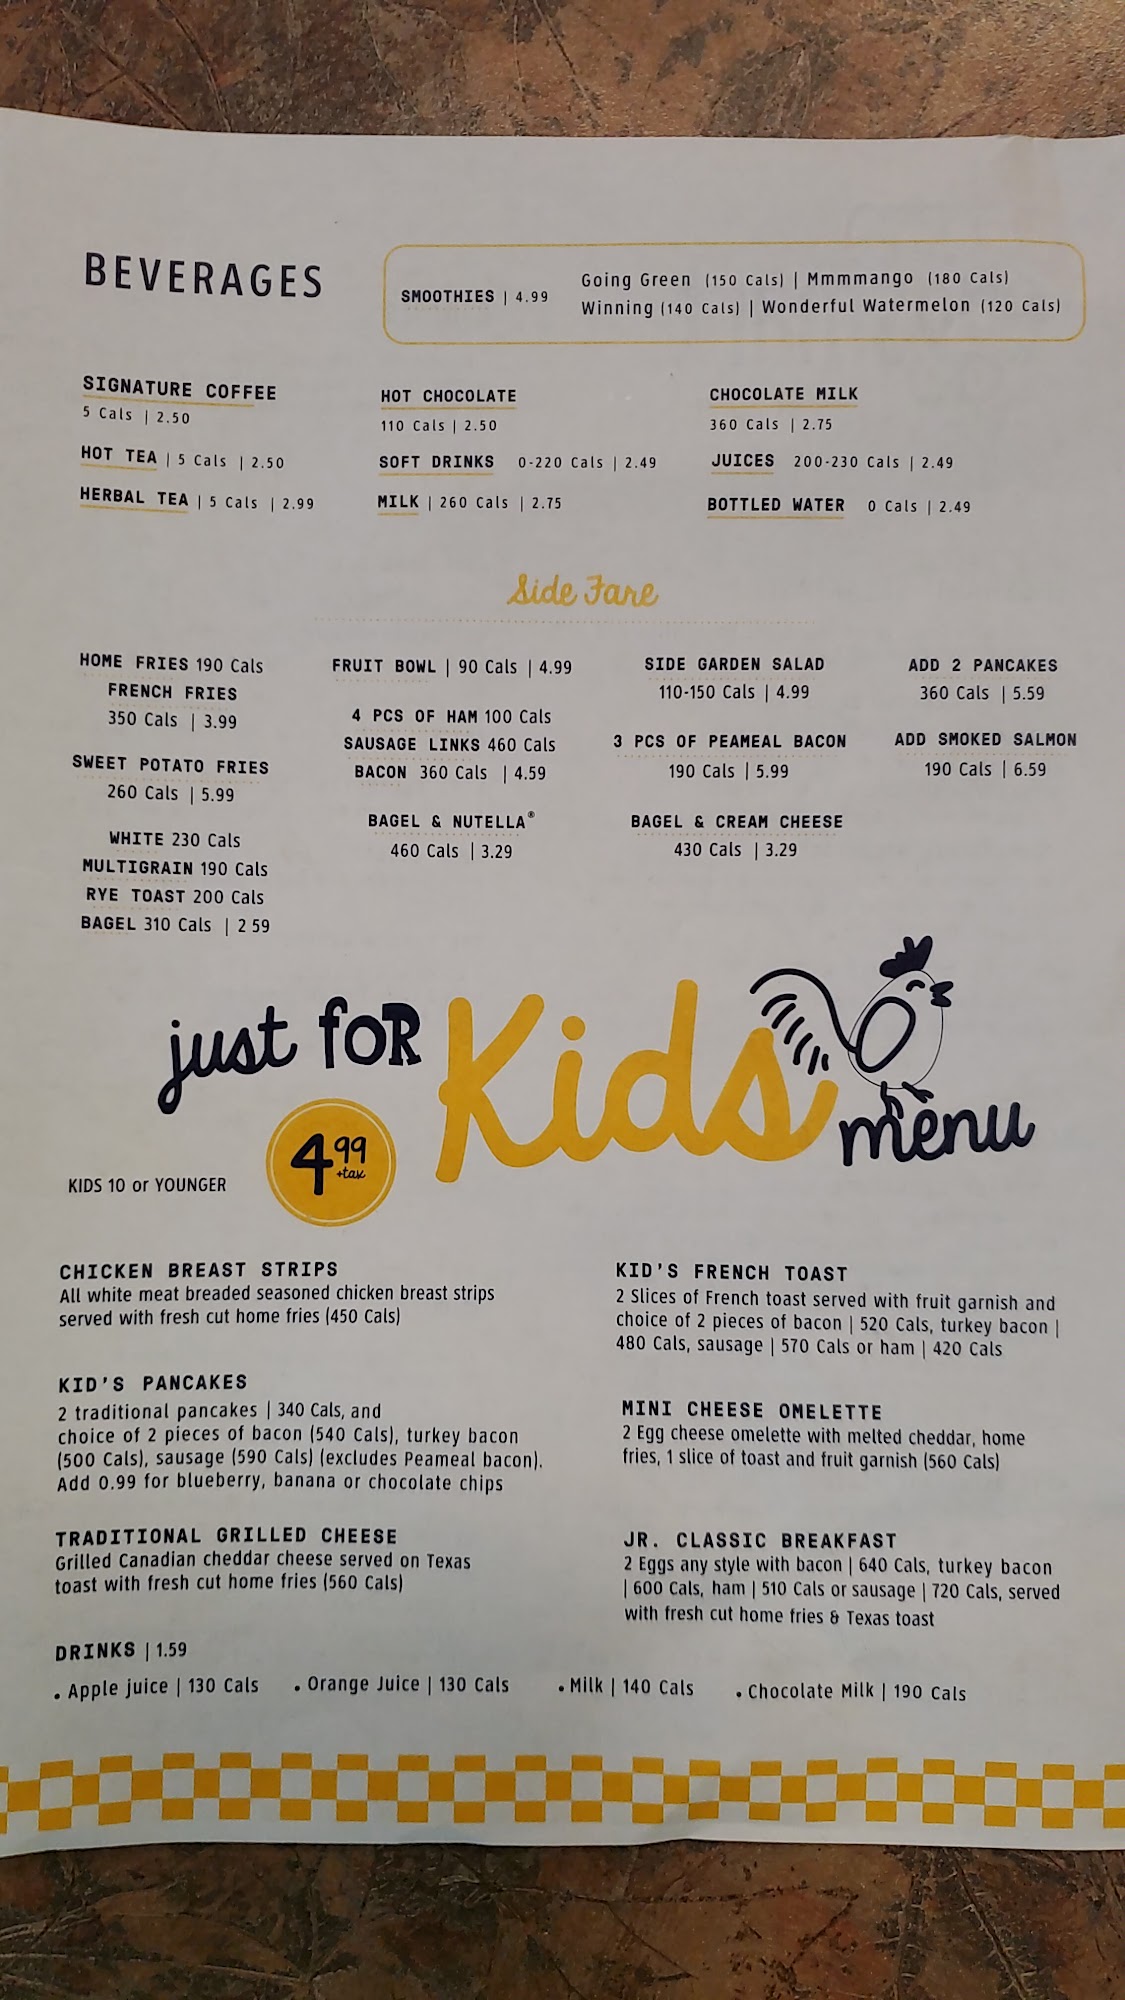 BEVERAGES
SMOOTHIES | 4.99
Going Green (150 Cals) | Mmmmango (180 Cals)
Winning (140 Cals) | Wonderful Watermelon (120 Cals)
SIGNATURE COFFEE
5 Cals | 2.50
HOT TEA | 5 Cals | 2.50
HERBAL TEA | 5 Cals | 2.99
HOT CHOCOLATE
110 Cals | 2.50
SOFT DRINKS 0-220 Cals | 2.49
MILK | 260 Cals | 2.75
CHOCOLATE MILK
360 Cals | 2.75
JUICES 200-230 Cals | 2.49
BOTTLED WATER 0 Cals | 2.49
Side Fare
HOME FRIES 190 Cals
FRENCH FRIES
350 Cals | 3.99
SWEET POTATO FRIES
260 Cals | 5.99
WHITE 230 Cals
MULTIGRAIN 190 Cals
RYE TOAST 200 Cals
BAGEL 310 Cals | 2 59
FRUIT BOWL | 90 Cals | 4.99
4 PCS OF HAM 100 Cals
SAUSAGE LINKS 460 Cals
BACON 360 Cals | 4.59
BAGEL & NUTELLA®
460 Cals | 3.29
SIDE GARDEN SALAD
110-150 Cals | 4.99
3 PCS OF PEAMEAL BACON
190 Cals | 5.99
BAGEL & CREAM CHEESE
430 Cals | 3.29
ADD 2 PANCAKES
360 Cals | 5.59
ADD SMOKED SALMON
190 Cals | 6.59
just foR Kids menu
KIDS 10 or YOUNGER
4.99
+tax
CHICKEN BREAST STRIPS
All white meat breaded seasoned chicken breast strips
served with fresh cut home fries (450 Cals)
KID'S PANCAKES
2 traditional pancakes | 340 Cals, and
choice of 2 pieces of bacon (540 Cals), turkey bacon
(500 Cals), sausage (590 Cals) (excludes Peameal bacon).
Add 0.99 for blueberry, banana or chocolate chips
TRADITIONAL GRILLED CHEESE
Grilled Canadian cheddar cheese served on Texas
toast with fresh cut home fries (560 Cals)
KID'S FRENCH TOAST
2 Slices of French toast served with fruit garnish and
choice of 2 pieces of bacon | 520 Cals, turkey bacon |
480 Cals, sausage | 570 Cals or ham | 420 Cals
MINI CHEESE OMELETTE
2 Egg cheese omelette with melted cheddar, home
fries, 1 slice of toast and fruit garnish (560 Cals)
JR. CLASSIC BREAKFAST
2 Eggs any style with bacon | 640 Cals, turkey bacon
| 600 Cals, ham | 510 Cals or sausage | 720 Cals, served
with fresh cut home fries & Texas toast
DRINKS | 1.59
• Apple juice | 130 Cals • Orange Juice | 130 Cals • Milk | 140 Cals • Chocolate Milk | 190 Cals